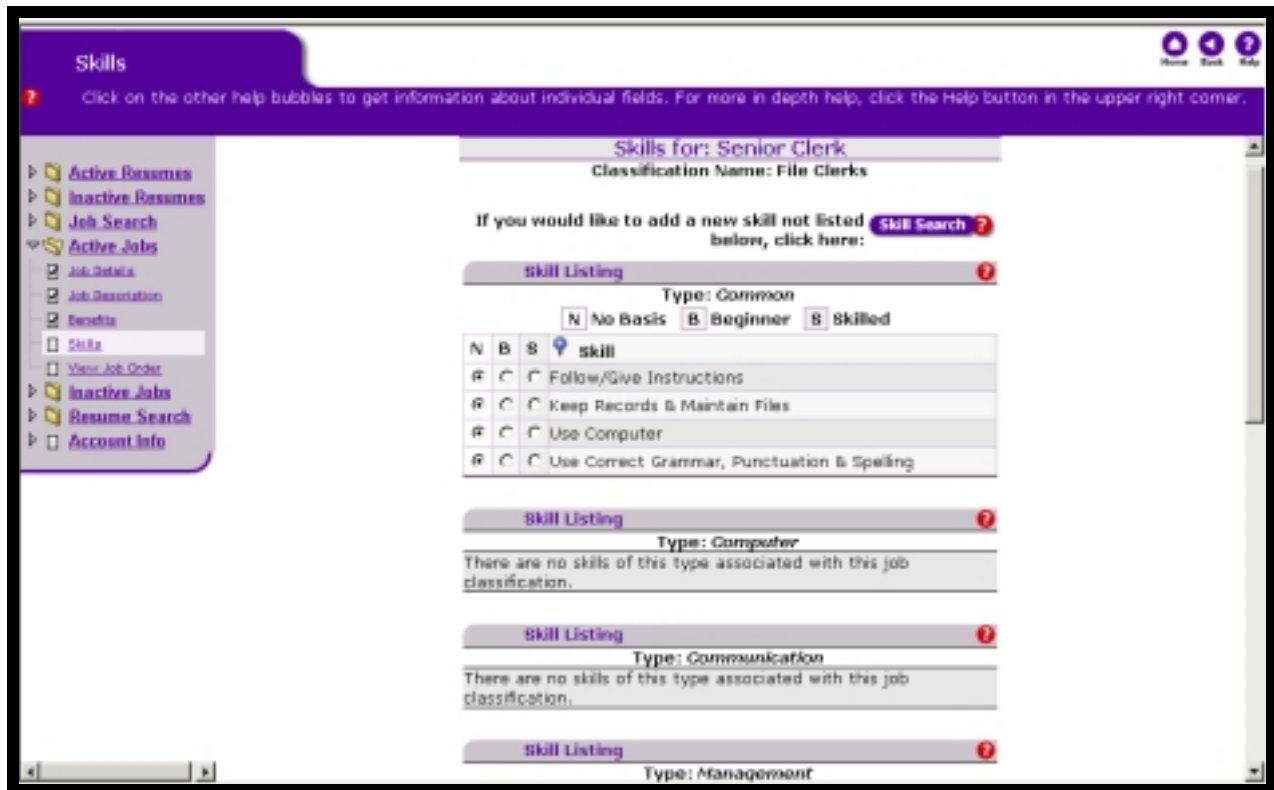 Skills
Home Back Help
Click on the other help bubbles to get information about individual fields. For more in depth help, click the Help button in the upper right corner.
Active Resumes
Inactive Resumes
Job Search
Active Jobs
Job Details
Job Description
Benefits
Skills
View Job Order
Inactive Jobs
Resume Search
Account Info
Skills for: Senior Clerk
Classification Name: File Clerks
If you would like to add a new skill not listed
below, click here:
Skill Search ?
Skill Listing ?
Type: Common
N No Basis B Beginner S Skilled
N B S Skill
Follow/Give Instructions
Keep Records & Maintain Files
Use Computer
Use Correct Grammar, Punctuation & Spelling
Skill Listing ?
Type: Computer
There are no skills of this type associated with this job
classification.
Skill Listing ?
Type: Communication
There are no skills of this type associated with this job
classification.
Skill Listing ?
Type: Management